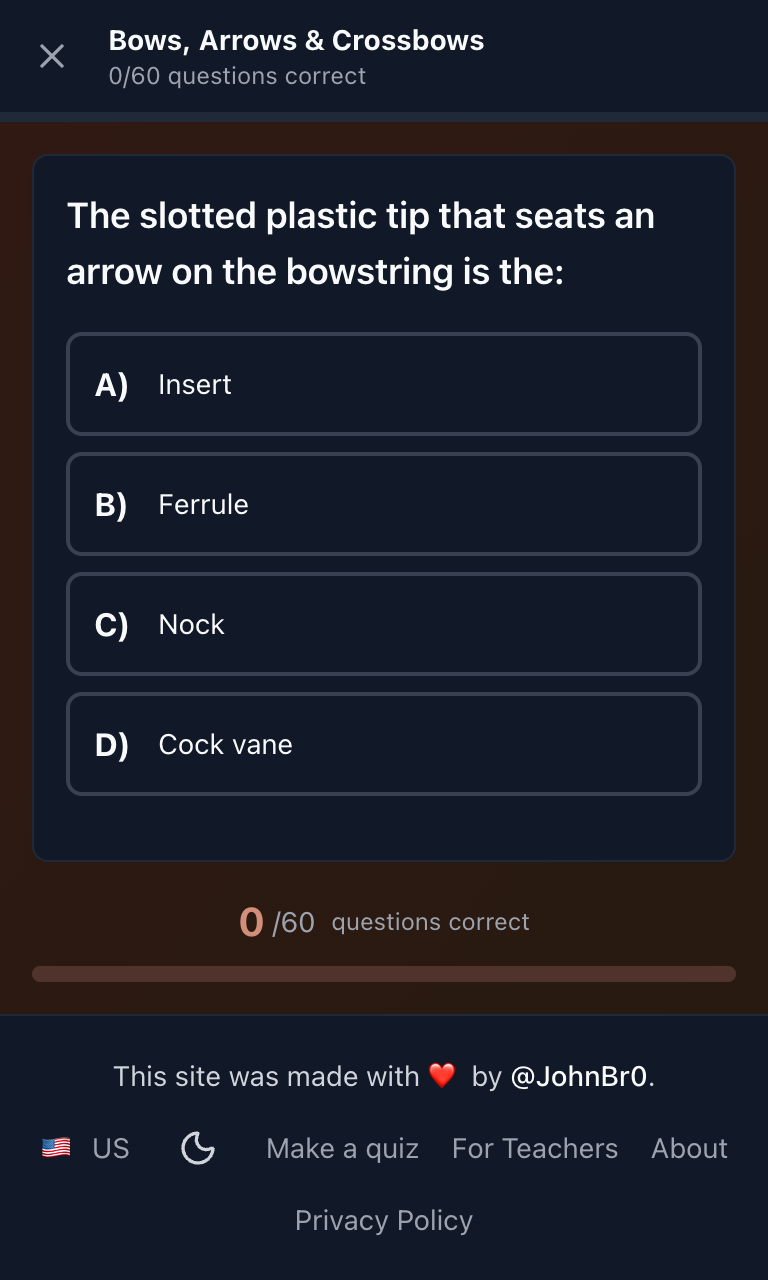 Bows, Arrows & Crossbows
0/60 questions correct
The slotted plastic tip that seats an
arrow on the bowstring is the:
A) Insert
B) Ferrule
C) Nock
D) Cock vane
0 /60 questions correct
This site was made with ❤️ by @JohnBr0.
🇺🇸 US Make a quiz For Teachers About
Privacy Policy